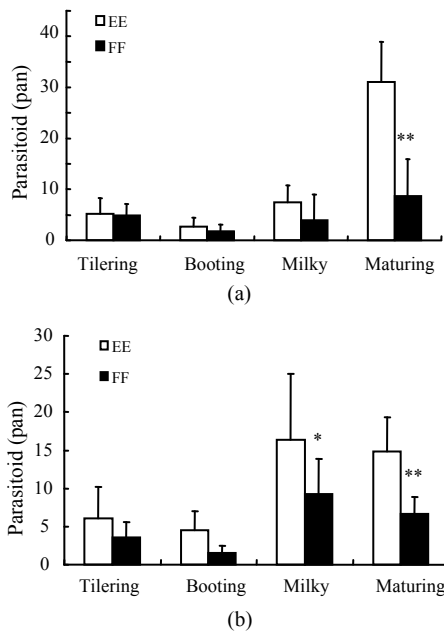 EE
FF
Parasitoid (pan)
40
30
20
10
0
**
Tilering Booting Milky Maturing
(a)
EE
FF
Parasitoid (pan)
30
25
20
15
10
5
0
*
**
Tilering Booting Milky Maturing
(b)